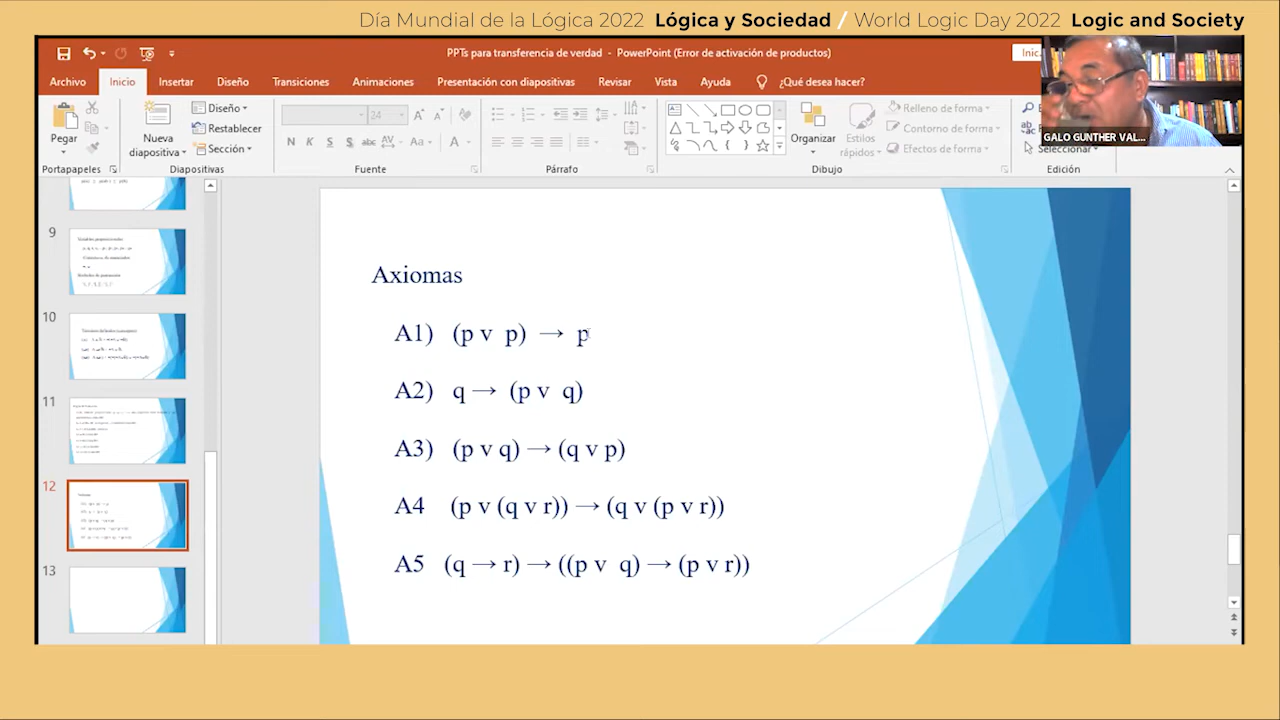 Día Mundial de la Lógica 2022 Lógica y Sociedad / World Logic Day 2022 Logic and Society
PPTs para transferencia de verdad - PowerPoint (Error de activación de productos)
Inic.
Archivo Inicio Insertar Diseño Transiciones Animaciones Presentación con diapositivas Revisar Vista Ayuda ¿Qué desea hacer?
Pegar
Nueva diapositiva
Diseño
Restablecer
Sección
24
N K S
Organizar
Estilos rápidos
Relleno de forma
Contorno de forma
Efectos de forma
Seleccionar
GALO GUNTHER VAL...
Portapapeles Diapositivas Fuente Párrafo Dibujo Edición
9
10
11
12
13
Axiomas
A1) (p v p) → p
A2) q → (p v q)
A3) (p v q) → (q v p)
A4 (p v (q v r)) → (q v (p v r))
A5 (q → r) → ((p v q) → (p v r))